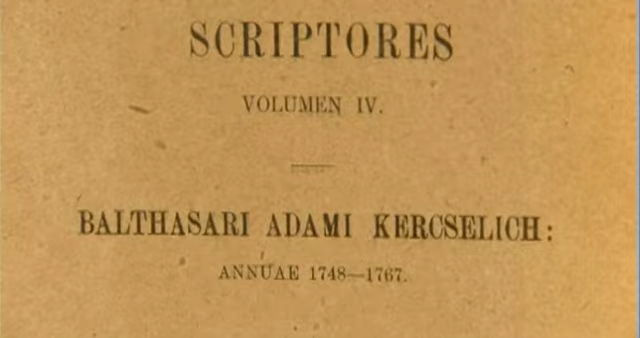 SCRIPTORES
VOLUMEN IV.
BALTHASARI ADAMI KERCSELICH:
ANNUAE 1748—1767.